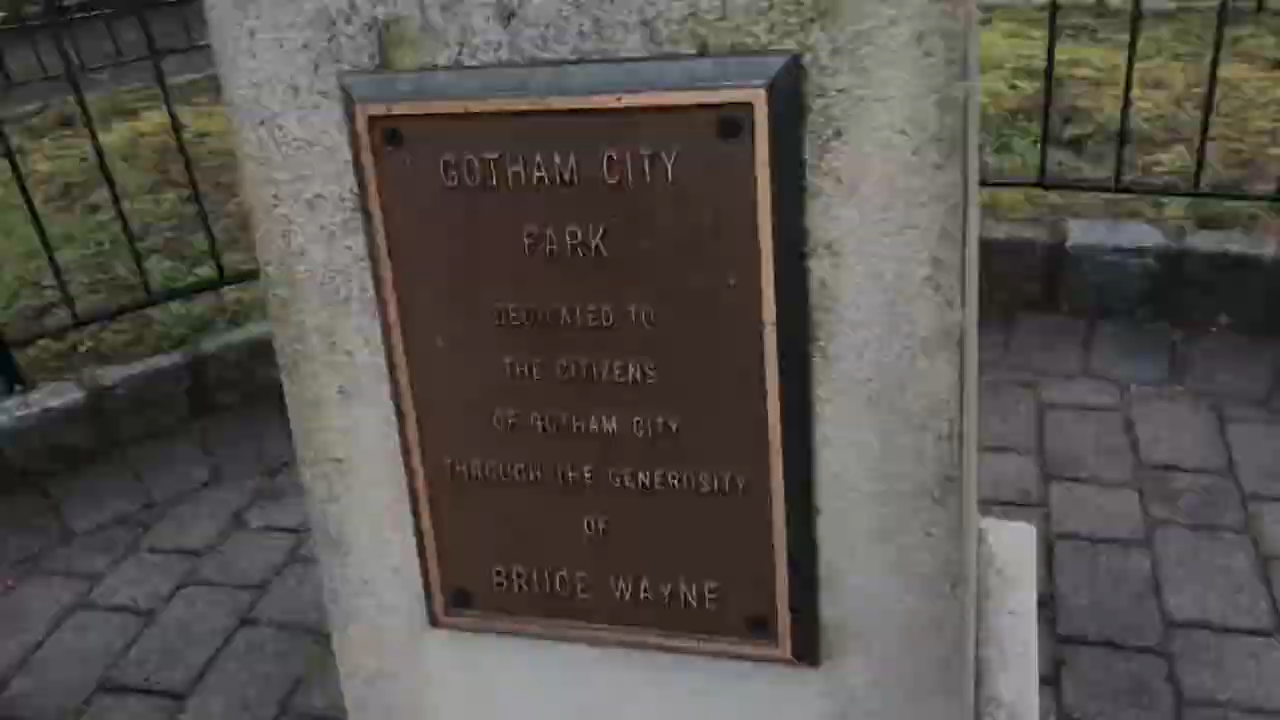 GOTHAM CITY
PARK
DEDICATED TO
THE CITIZENS
OF GOTHAM CITY
THROUGH THE GENEROSITY
OF
BRUCE WAYNE